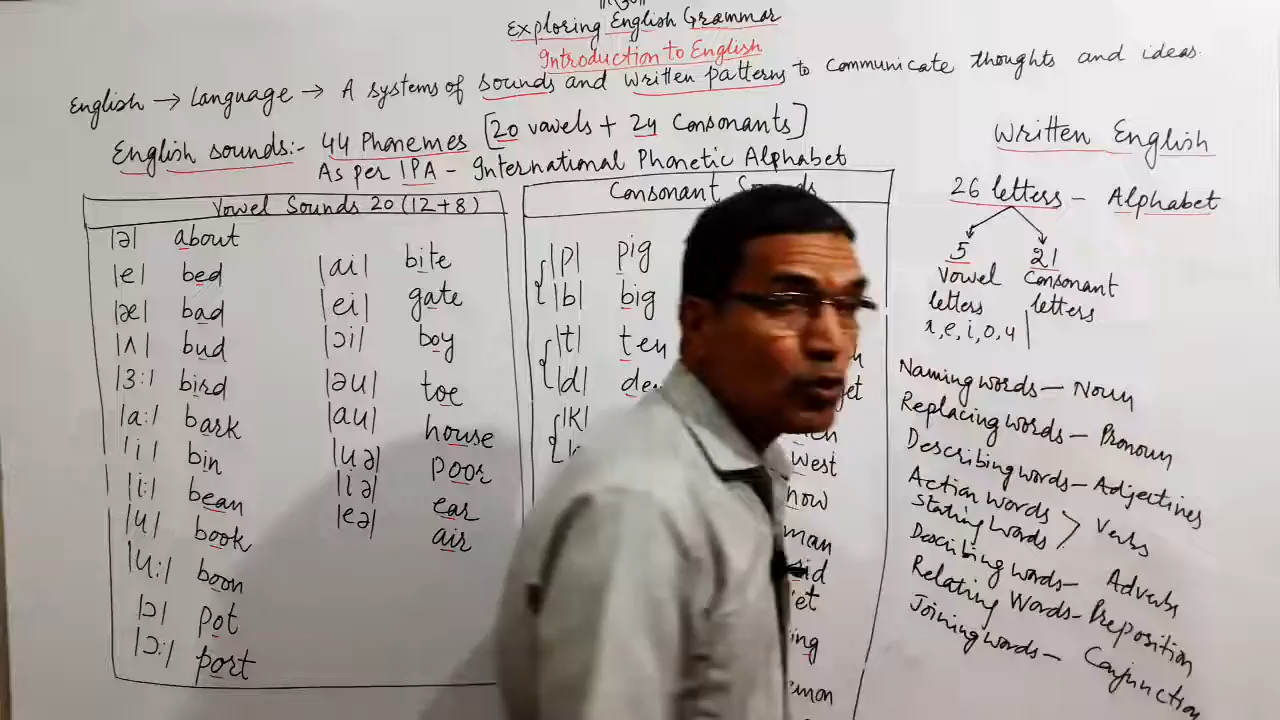 Exploring English Grammar
Introduction to English
English → Language → A systems of sounds and written patterns to communicate thoughts and ideas.
English sounds:- 44 Phonemes [20 vowels + 24 Consonants]
As per IPA - International Phonetic Alphabet
Vowel Sounds 20 (12+8)
|ə| about
|e| bed
|æ| bad
|ʌ| bud
|3:| bird
|a:| bark
|i| bin
|i:| bean
|u| book
|u:| boon
|ɔ| pot
|ɔ:| port
|ai| bite
|ei| gate
|ɔi| boy
|əu| toe
|au| house
|uə| poor
|iə| ear
|eə| air
Consonant
|p| pig
|b| big
|t| ten
|d|
|k|
West
how
man
Written English
26 letters - Alphabet
5 21
Vowel Consonant
letters letters
e, i, o, u
Naming words - Noun
Replacing words - Pronoun
Describing words - Adjectives
Action words
Stating words > Verbs
Describing words - Adverbs
Relating Words - Preposition
Joining words - Conjunction